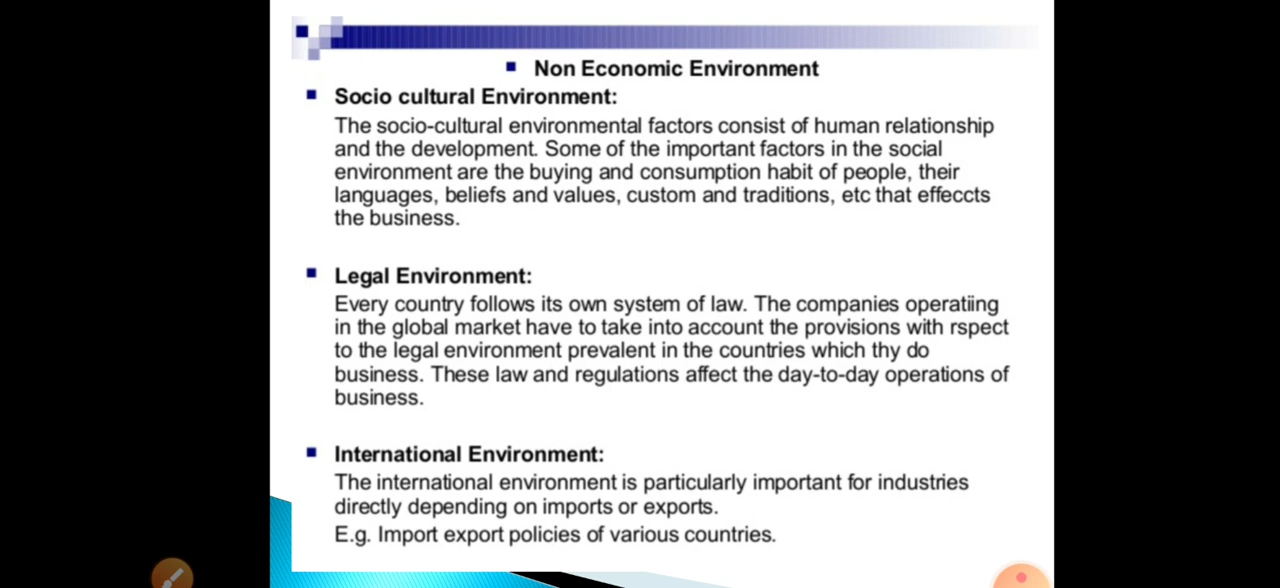 Non Economic Environment
Socio cultural Environment:
The socio-cultural environmental factors consist of human relationship
and the development. Some of the important factors in the social
environment are the buying and consumption habit of people, their
languages, beliefs and values, custom and traditions, etc that effeccts
the business.
Legal Environment:
Every country follows its own system of law. The companies operatiing
in the global market have to take into account the provisions with rspect
to the legal environment prevalent in the countries which thy do
business. These law and regulations affect the day-to-day operations of
business.
International Environment:
The international environment is particularly important for industries
directly depending on imports or exports.
E.g. Import export policies of various countries.